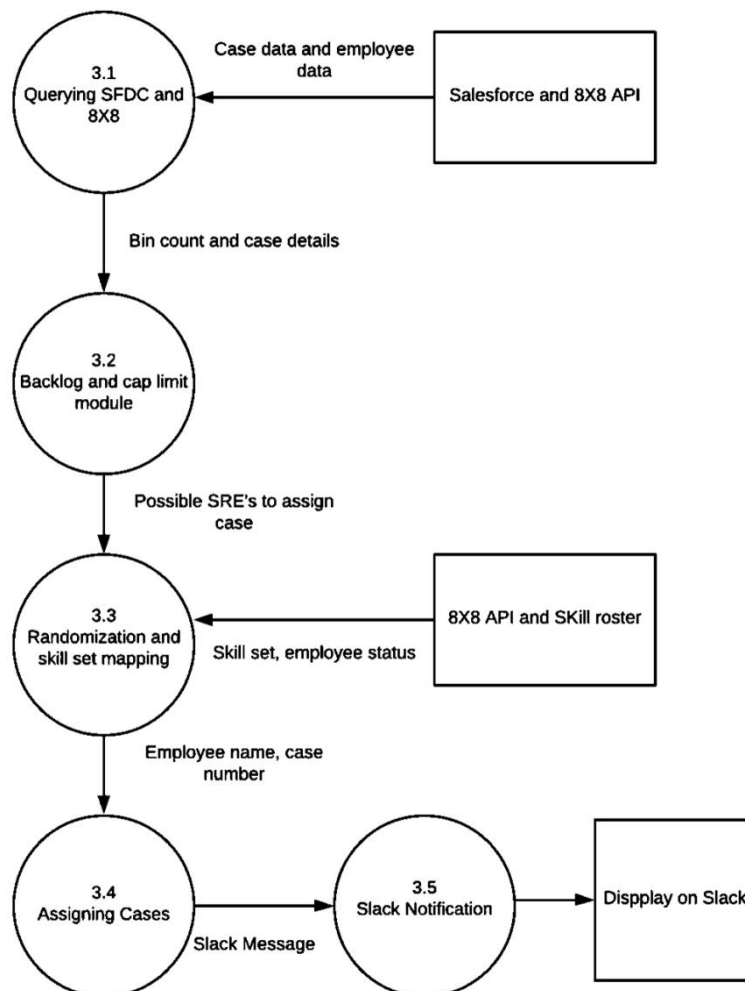 3.1
Querying SFDC and
8X8
Case data and employee
data
Salesforce and 8X8 API
Bin count and case details
3.2
Backlog and cap limit
module
Possible SRE's to assign
case
3.3
Randomization and
skill set mapping
8X8 API and SKill roster
Skill set, employee status
Employee name, case
number
3.4
Assigning Cases
Slack Message
3.5
Slack Notification
Dispplay on Slack